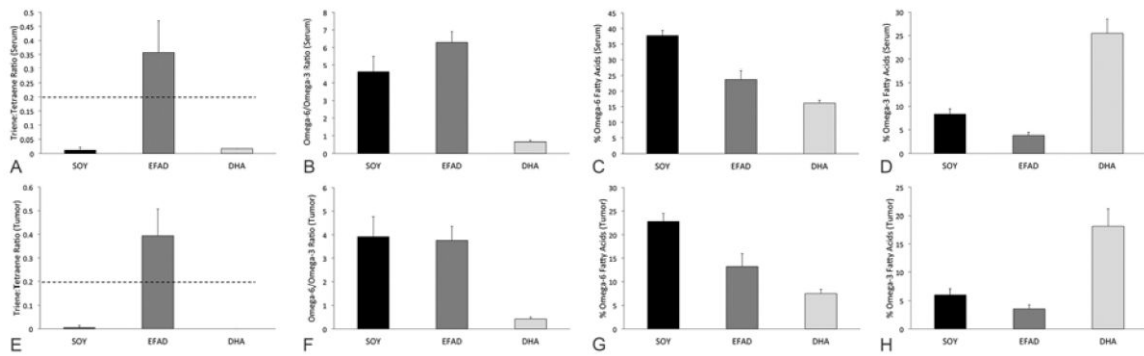 Triene:Tetraene Ratio (Serum)
0.5
0.45
0.4
0.35
0.3
0.25
0.2
0.15
0.1
0.05
0
A
SOY
EFAD
DHA
Omega-6/Omega-3 Ratio (Serum)
8
7
6
5
4
3
2
1
0
B
SOY
EFAD
DHA
% Omega-6 Fatty Acids (Serum)
45
40
35
30
25
20
15
10
5
0
C
SOY
EFAD
DHA
% Omega-3 Fatty Acids (Serum)
30
25
20
15
10
5
0
D
SOY
EFAD
DHA
Triene:Tetraene Ratio (Tumor)
0.6
0.5
0.4
0.3
0.2
0.1
0
E
SOY
EFAD
DHA
Omega-6/Omega-3 Ratio (Tumor)
6
5
4
3
2
1
0
F
SOY
EFAD
DHA
% Omega-6 Fatty Acids (Tumor)
30
25
20
15
10
5
0
G
SOY
EFAD
DHA
% Omega-3 Fatty Acids (Tumor)
25
20
15
10
5
0
H
SOY
EFAD
DHA